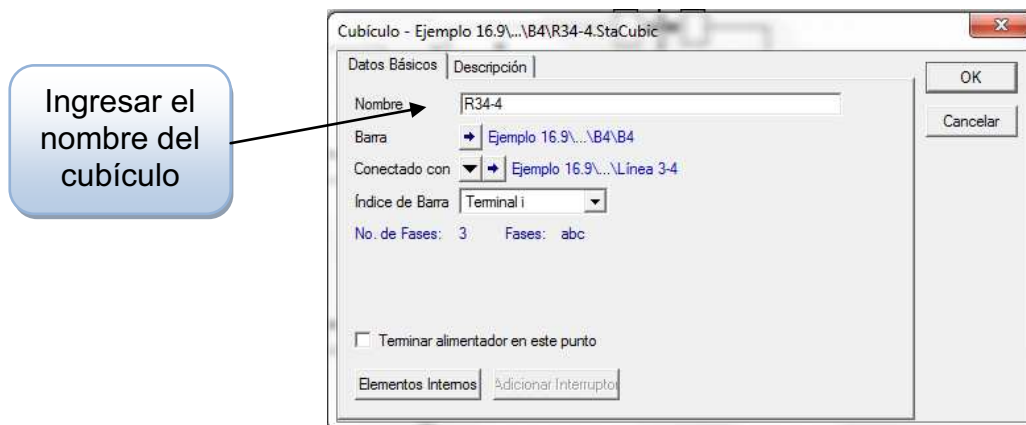 Cubículo - Ejemplo 16.9\...\B4\R34-4.StaCubic
Datos Básicos
Descripción
OK
Cancelar
Ingresar el
nombre del
cubículo
Nombre
R34-4
Barra
Ejemplo 16.9\...\B4\B4
Conectado con
Ejemplo 16.9\...\Línea 3-4
Índice de Barra
Terminal i
No. de Fases: 3 Fases: abc
Terminar alimentador en este punto
Elementos Internos
Adicionar Interruptor